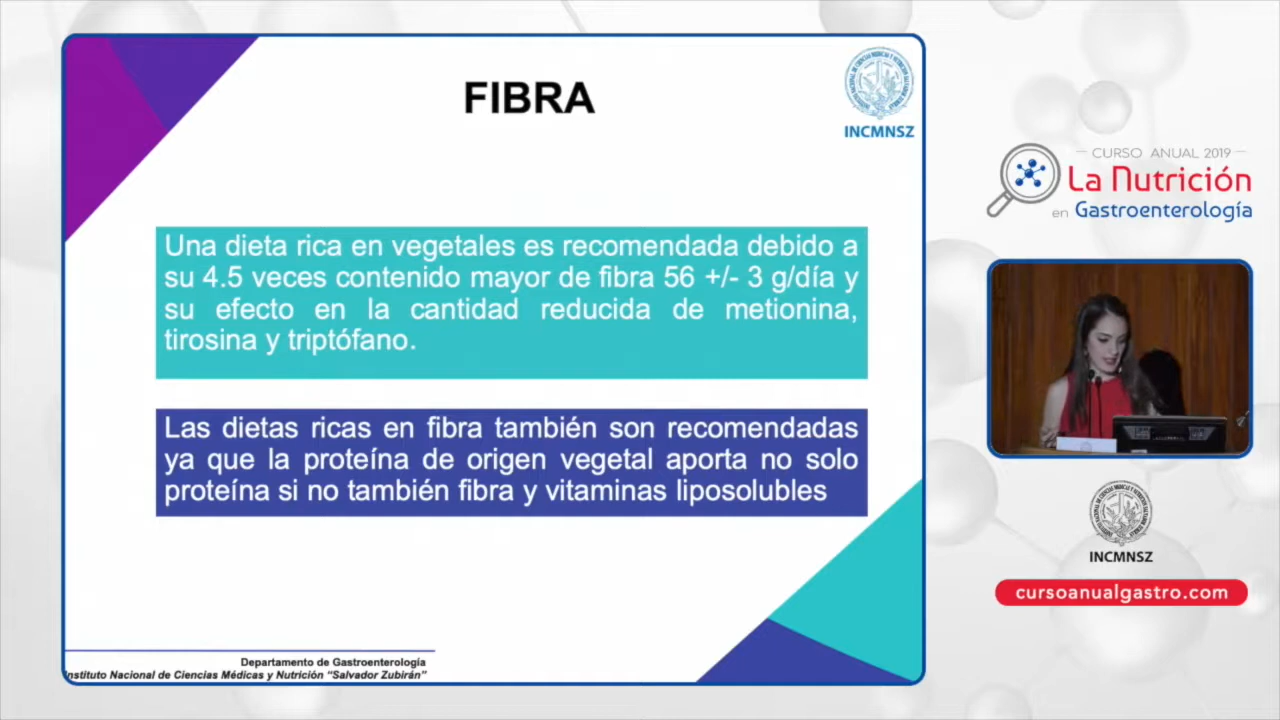 FIBRA
INCMNSZ
Una dieta rica en vegetales es recomendada debido a
su 4.5 veces contenido mayor de fibra 56 +/- 3 g/día y
su efecto en la cantidad reducida de metionina,
tirosina y triptófano.
Las dietas ricas en fibra también son recomendadas
ya que la proteína de origen vegetal aporta no solo
proteína si no también fibra y vitaminas liposolubles
Departamento de Gastroenterología
nstituto Nacional de Ciencias Médicas y Nutrición “Salvador Zubirán”
CURSO ANUAL 2019
La Nutrición
en Gastroenterología
INCMNSZ
cursoanualgastro.com